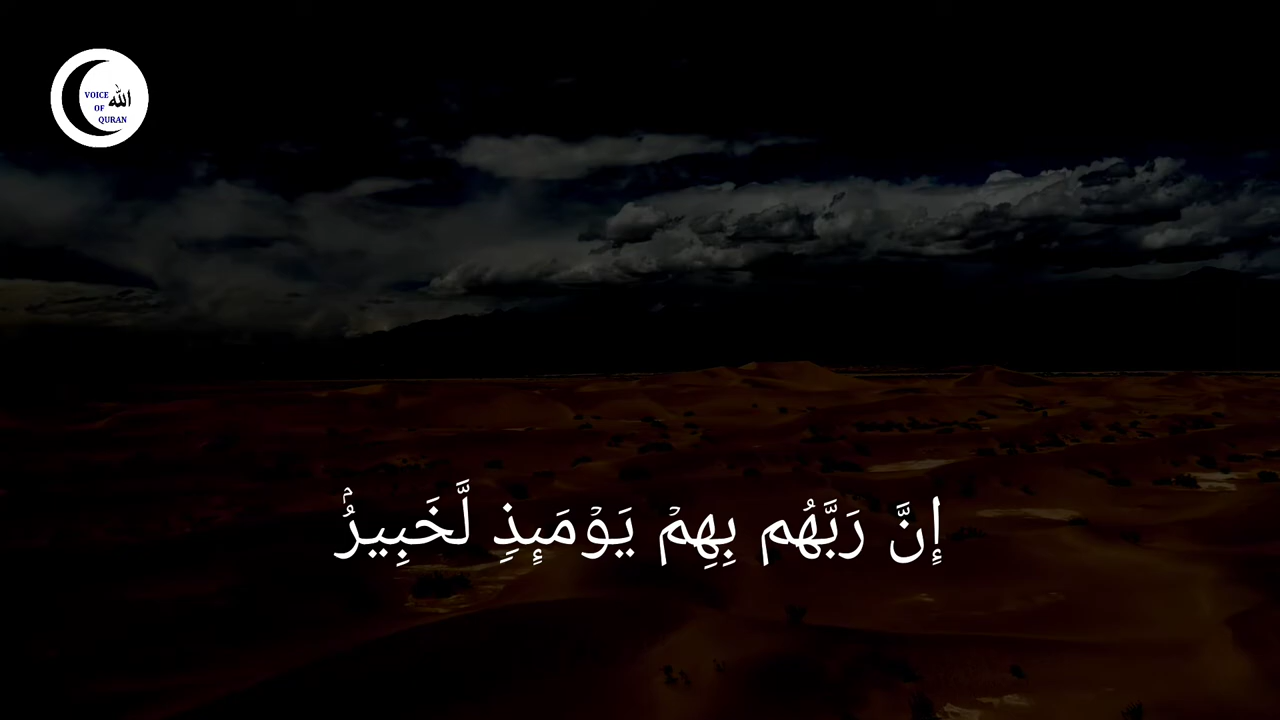 VOICE
OF
QURAN
الله
إِنَّ رَبَّهُم بِهِمۡ يَوۡمَئِذٖ لَّخَبِيرُۢ